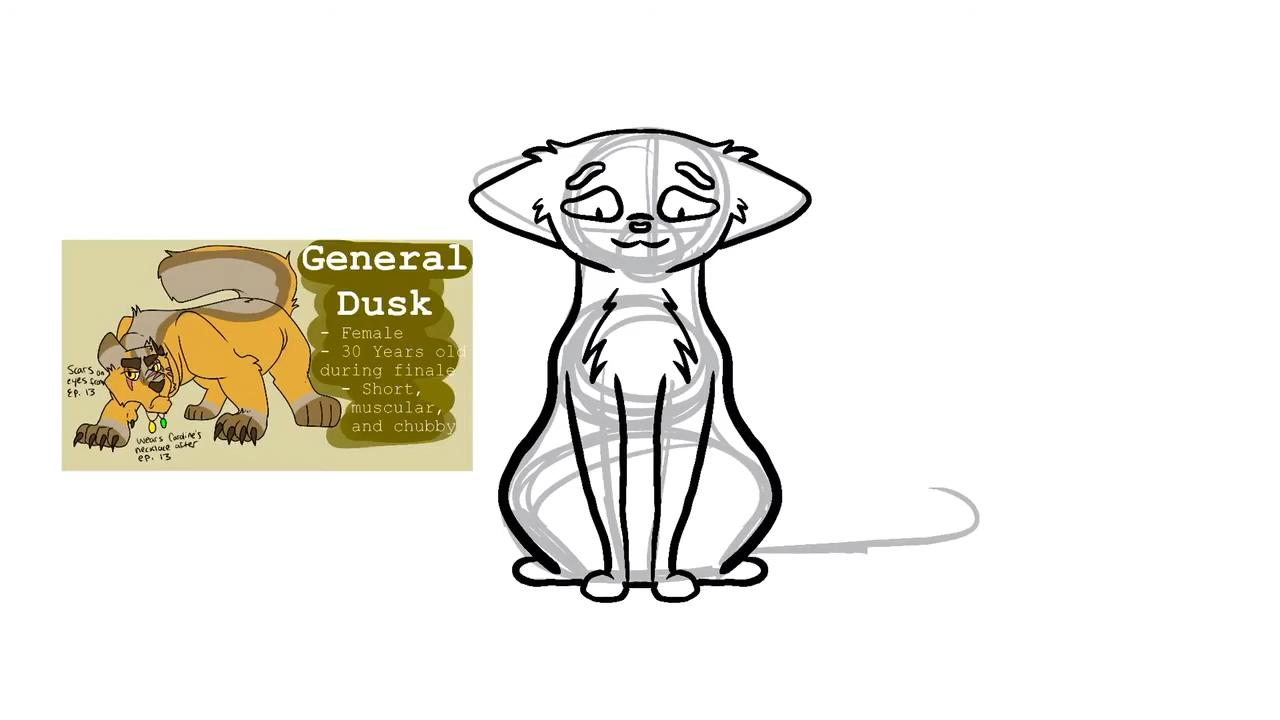 General
Dusk
- Female
- 30 Years old
during finale
- Short,
muscular,
and chubby
Scars on
eyes from
Ep. 13
Wears Cardine's
necklace after
ep. 13